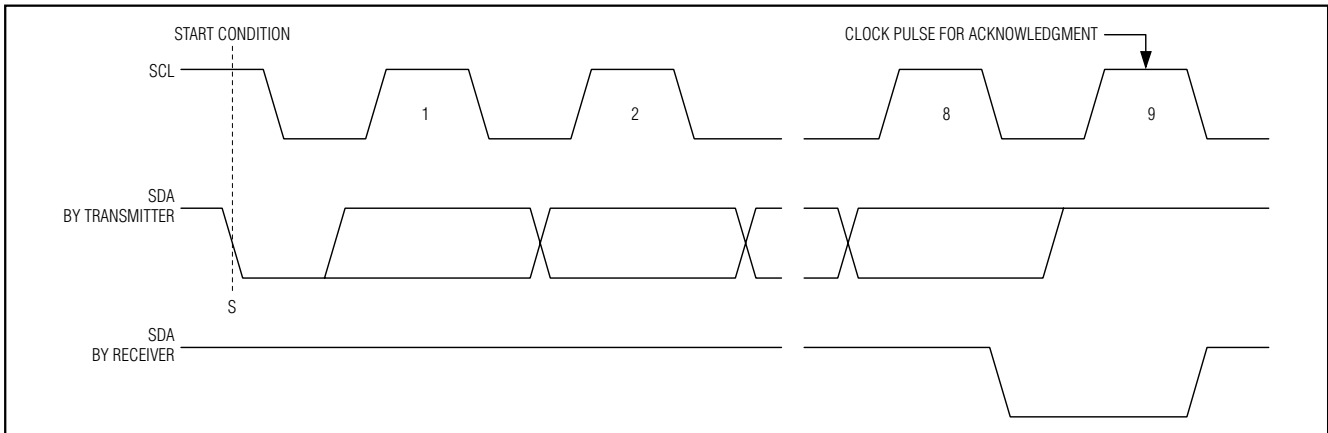 START CONDITION
CLOCK PULSE FOR ACKNOWLEDGMENT
SCL
1
2
8
9
SDA
BY TRANSMITTER
S
SDA
BY RECEIVER